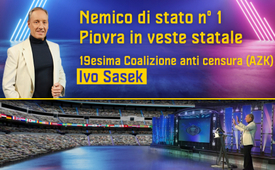 Nemico di stato n° 1
Piovra in veste statale
19esima Coalizione anti censura (AZK)
Ivo Sasek